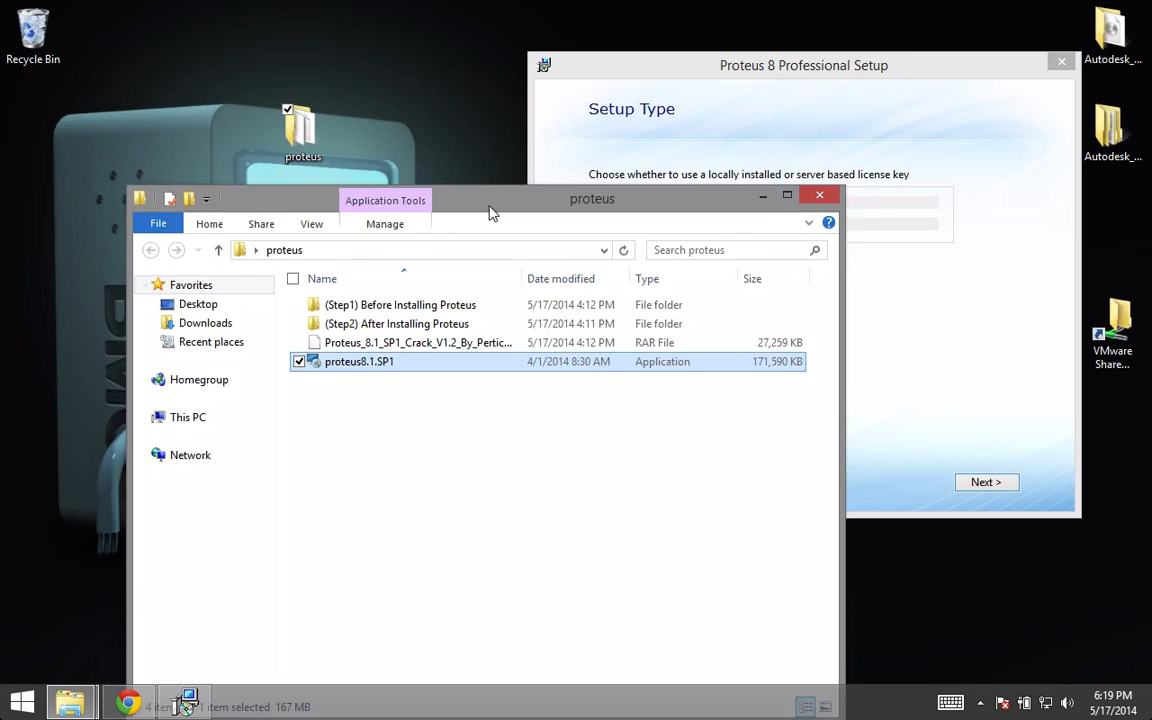 Recycle Bin
Autodesk_...
proteus
Autodesk_...
VMware
Share...
Proteus 8 Professional Setup
Setup Type
Choose whether to use a locally installed or server based license key
Next >
Application Tools
proteus
File
Home
Share
View
Manage
proteus
Search proteus
Name
Date modified
Type
Size
Favorites
Desktop
Downloads
Recent places
Homegroup
This PC
Network
(Step1) Before Installing Proteus
5/17/2014 4:12 PM
File folder
(Step2) After Installing Proteus
5/17/2014 4:11 PM
File folder
Proteus_8.1_SP1_Crack_V1.2_By_Pertic...
5/17/2014 4:12 PM
RAR File
27,259 KB
proteus8.1.SP1
4/1/2014 8:30 AM
Application
171,590 KB
4 items
1 item selected 167 MB
6:19 PM
5/17/2014